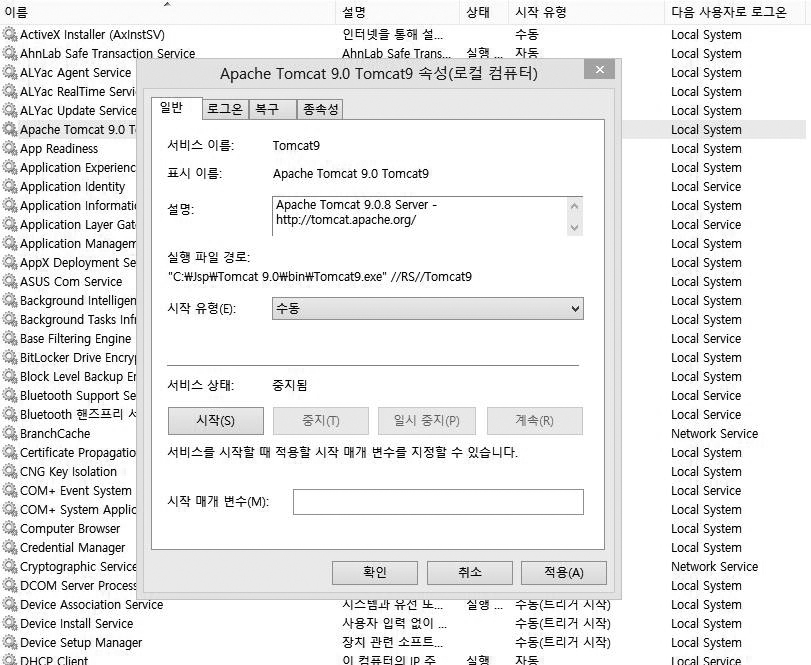 이름 설명 상태 시작 유형 다음 사용자로 로그온
ActiveX Installer (AxInstSV) 인터넷을 통해 설... 수동 Local System
AhnLab Safe Transaction Service AhnLab Safe Trans... 실행 ... 자동 Local System
ALYac Agent Service Local System
ALYac RealTime Servi Local System
ALYac Update Service Local System
Apache Tomcat 9.0 T Local System
App Readiness Local System
Application Experienc Local System
Application Identity Local Service
Application Informatio Local System
Application Layer Gat Local Service
Application Managem Local System
AppX Deployment Se Local System
ASUS Com Service Local System
Background Intelligen Local System
Background Tasks Infr Local System
Base Filtering Engine Local Service
BitLocker Drive Encry Local System
Block Level Backup En Local System
Bluetooth Support Se Local Service
Bluetooth 핸즈프리 서 Local Service
BranchCache Network Service
Certificate Propagatio Local System
CNG Key Isolation Local System
COM+ Event System Local Service
COM+ System Applic Local System
Computer Browser Local System
Credential Manager Local System
Cryptographic Service Network Service
DCOM Server Process Local System
Device Association Service 시스템과 유선 또... 실행 ... 수동(트리거 시작) Local System
Device Install Service 사용자 입력 없이 ... 수동(트리거 시작) Local System
Device Setup Manager 장치 관련 소프트... 수동(트리거 시작) Local System
DHCP Client 이 컴퓨터의 IP 주 실행 자동 Local Service
Apache Tomcat 9.0 Tomcat9 속성(로컬 컴퓨터)
일반 로그온 복구 종속성
서비스 이름: Tomcat9
표시 이름: Apache Tomcat 9.0 Tomcat9
설명: Apache Tomcat 9.0.8 Server -
http://tomcat.apache.org/
실행 파일 경로:
"C:₩Jsp₩Tomcat 9.0₩bin₩Tomcat9.exe" //RS//Tomcat9
시작 유형(E): 수동
서비스 상태: 중지됨
시작(S) 중지(T) 일시 중지(P) 계속(R)
서비스를 시작할 때 적용할 시작 매개 변수를 지정할 수 있습니다.
시작 매개 변수(M):
확인 취소 적용(A)